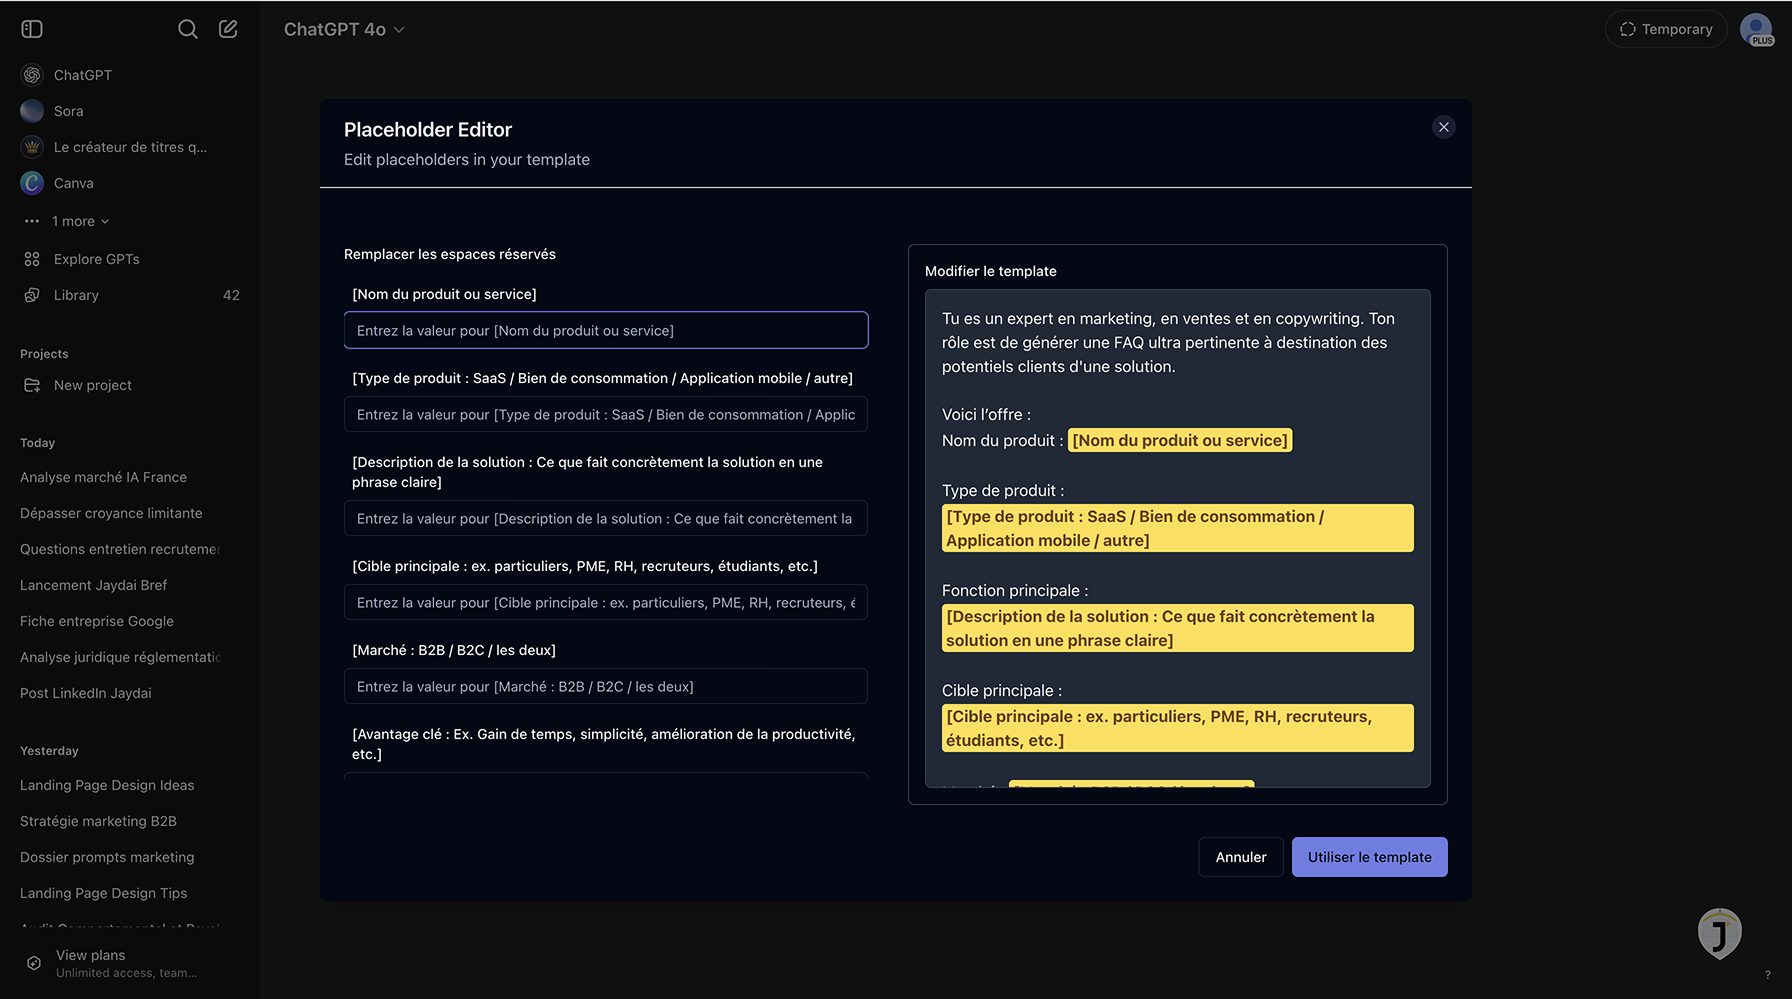 ChatGPT 4o
Temporary
PLUS
ChatGPT
Sora
Le créateur de titres q...
Canva
1 more
Explore GPTs
Library 42
Projects
New project
Today
Analyse marché IA France
Dépasser croyance limitante
Questions entretien recrutemen
Lancement Jaydai Bref
Fiche entreprise Google
Analyse juridique réglementatic
Post LinkedIn Jaydai
Yesterday
Landing Page Design Ideas
Stratégie marketing B2B
Dossier prompts marketing
Landing Page Design Tips
View plans
Unlimited access, team...
Placeholder Editor
Edit placeholders in your template
Remplacer les espaces réservés
[Nom du produit ou service]
Entrez la valeur pour [Nom du produit ou service]
[Type de produit : SaaS / Bien de consommation / Application mobile / autre]
Entrez la valeur pour [Type de produit : SaaS / Bien de consommation / Applic
[Description de la solution : Ce que fait concrètement la solution en une
phrase claire]
Entrez la valeur pour [Description de la solution : Ce que fait concrètement la
[Cible principale : ex. particuliers, PME, RH, recruteurs, étudiants, etc.]
Entrez la valeur pour [Cible principale : ex. particuliers, PME, RH, recruteurs, é
[Marché : B2B / B2C / les deux]
Entrez la valeur pour [Marché : B2B / B2C / les deux]
[Avantage clé : Ex. Gain de temps, simplicité, amélioration de la productivité,
etc.]
Modifier le template
Tu es un expert en marketing, en ventes et en copywriting. Ton
rôle est de générer une FAQ ultra pertinente à destination des
potentiels clients d'une solution.
Voici l’offre :
Nom du produit : [Nom du produit ou service]
Type de produit :
[Type de produit : SaaS / Bien de consommation /
Application mobile / autre]
Fonction principale :
[Description de la solution : Ce que fait concrètement la
solution en une phrase claire]
Cible principale :
[Cible principale : ex. particuliers, PME, RH, recruteurs,
étudiants, etc.]
Annuler
Utiliser le template
J
?